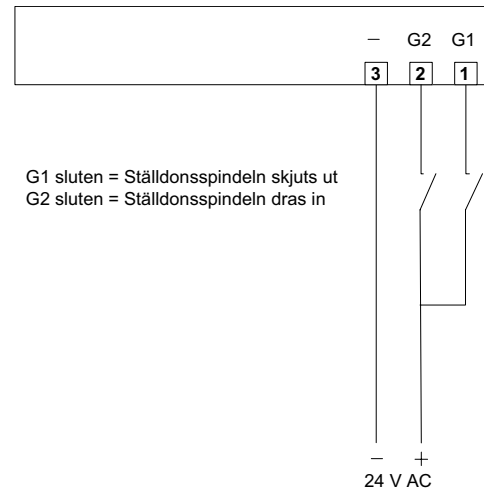 – G2 G1
3 2 1
G1 sluten = Ställdonsspindeln skjuts ut
G2 sluten = Ställdonsspindeln dras in
– +
24 V AC